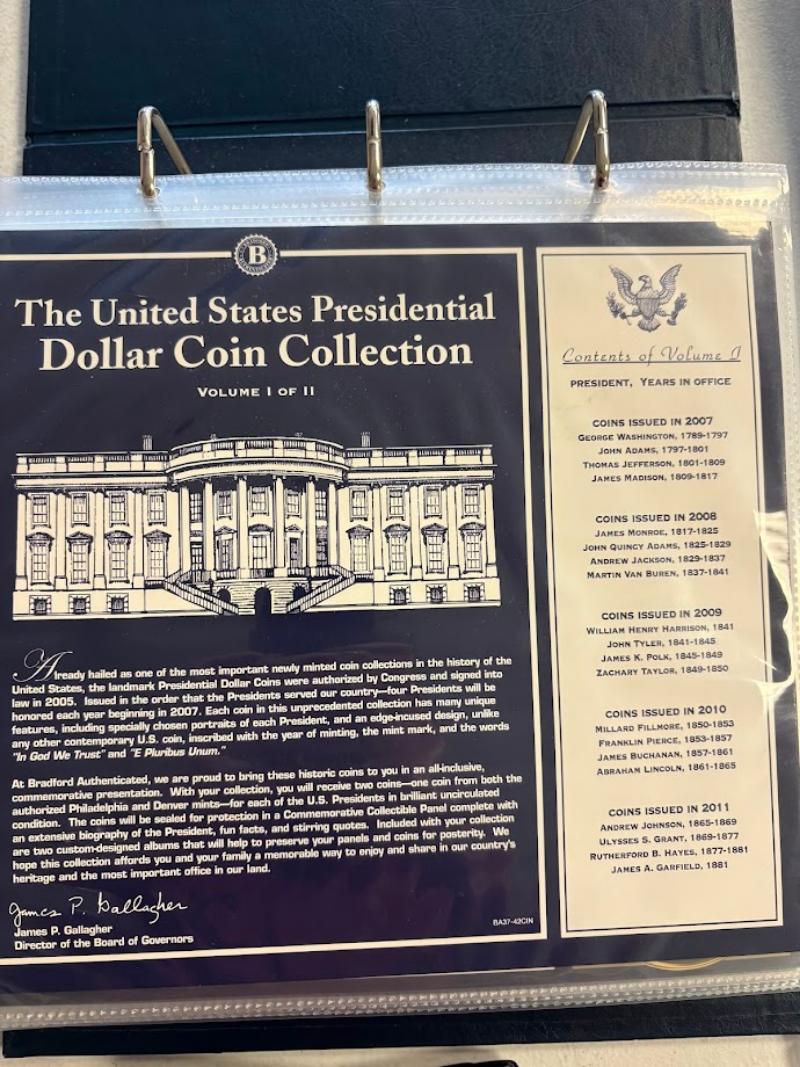 B
The United States Presidential
Dollar Coin Collection
VOLUME I OF II
Already hailed as one of the most important newly minted coin collections in the history of the
United States, the landmark Presidential Dollar Coins were authorized by Congress and signed into
law in 2005. Issued in the order that the Presidents served our country—four Presidents will be
honored each year beginning in 2007. Each coin in this unprecedented collection has many unique
features, including specially chosen portraits of each President, and an edge-incused design, unlike
any other contemporary U.S. coin, inscribed with the year of minting, the mint mark, and the words
"In God We Trust" and "E Pluribus Unum."
At Bradford Authenticated, we are proud to bring these historic coins to you in an all-inclusive,
commemorative presentation. With your collection, you will receive two coins—one coin from both the
authorized Philadelphia and Denver mints—for each of the U.S. Presidents in brilliant uncirculated
condition. The coins will be sealed for protection in a Commemorative Collectible Panel complete with
an extensive biography of the President, fun facts, and stirring quotes. Included with your collection
are two custom-designed albums that will help to preserve your panels and coins for posterity. We
hope this collection affords you and your family a memorable way to enjoy and share in our country's
heritage and the most important office in our land.
James P. Gallagher
James P. Gallagher
Director of the Board of Governors
BA37-42CIN
Contents of Volume I
PRESIDENT, YEARS IN OFFICE
COINS ISSUED IN 2007
GEORGE WASHINGTON, 1789-1797
JOHN ADAMS, 1797-1801
THOMAS JEFFERSON, 1801-1809
JAMES MADISON, 1809-1817
COINS ISSUED IN 2008
JAMES MONROE, 1817-1825
JOHN QUINCY ADAMS, 1825-1829
ANDREW JACKSON, 1829-1837
MARTIN VAN BUREN, 1837-1841
COINS ISSUED IN 2009
WILLIAM HENRY HARRISON, 1841
JOHN TYLER, 1841-1845
JAMES K. POLK, 1845-1849
ZACHARY TAYLOR, 1849-1850
COINS ISSUED IN 2010
MILLARD FILLMORE, 1850-1853
FRANKLIN PIERCE, 1853-1857
JAMES BUCHANAN, 1857-1861
ABRAHAM LINCOLN, 1861-1865
COINS ISSUED IN 2011
ANDREW JOHNSON, 1865-1869
ULYSSES S. GRANT, 1869-1877
RUTHERFORD B. HAYES, 1877-1881
JAMES A. GARFIELD, 1881